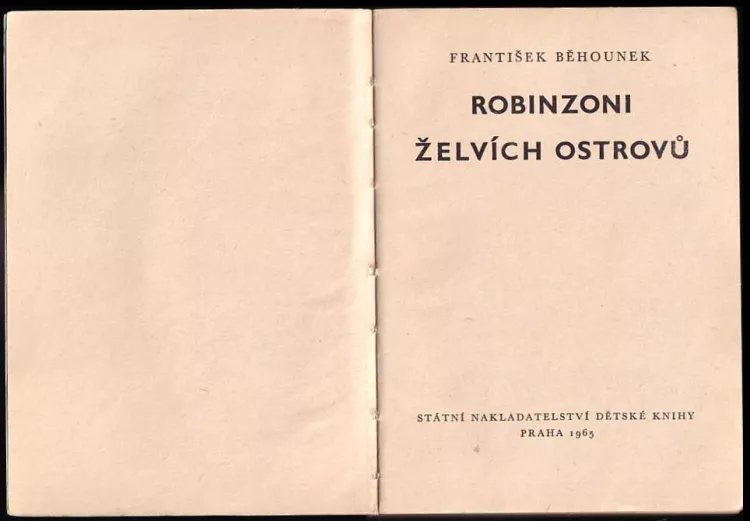 FRANTIŠEK BĚHOUNEK
ROBINZONI
ŽELVÍCH OSTROVŮ
STÁTNÍ NAKLADATELSTVÍ DĚTSKÉ KNIHY
PRAHA 1965